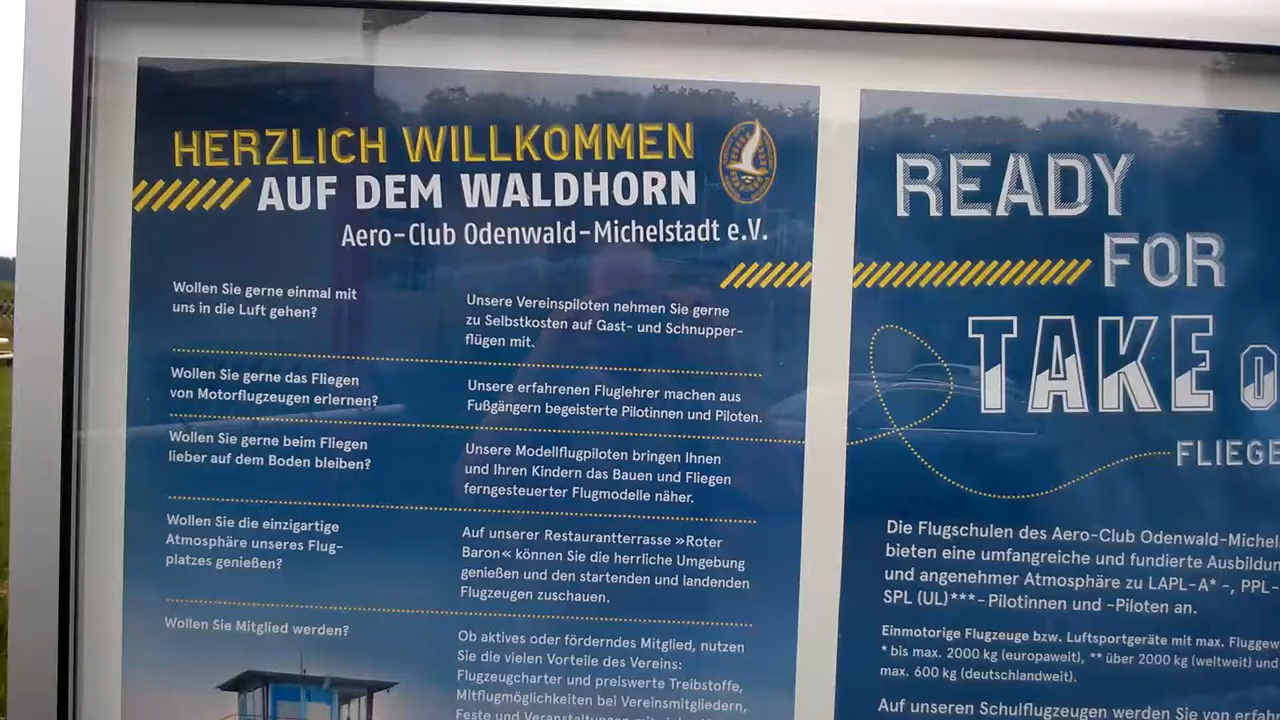 HERZLICH WILLKOMMEN
AUF DEM WALDHORN
Aero-Club Odenwald-Michelstadt e.V.
Wollen Sie gerne einmal mit
uns in die Luft gehen?
Unsere Vereinspiloten nehmen Sie gerne
zu Selbstkosten auf Gast- und Schnupper-
flügen mit.
Wollen Sie gerne das Fliegen
von Motorflugzeugen erlernen?
Unsere erfahrenen Fluglehrer machen aus
Fußgängern begeisterte Pilotinnen und Piloten.
Wollen Sie gerne beim Fliegen
lieber auf dem Boden bleiben?
Unsere Modellflugpiloten bringen Ihnen
und Ihren Kindern das Bauen und Fliegen
ferngesteuerter Flugmodelle näher.
Wollen Sie die einzigartige
Atmosphäre unseres Flug-
platzes genießen?
Auf unserer Restaurantterrasse »Roter
Baron« können Sie die herrliche Umgebung
genießen und den startenden und landenden
Flugzeugen zuschauen.
Wollen Sie Mitglied werden?
Ob aktives oder förderndes Mitglied, nutzen
Sie die vielen Vorteile des Vereins:
Flugzeugcharter und preiswerte Treibstoffe,
Mitflugmöglichkeiten bei Vereinsmitgliedern,
Feste und Veranstaltungen
READY
FOR
TAKE O
FLIEGE
Die Flugschulen des Aero-Club Odenwald-Michel
bieten eine umfangreiche und fundierte Ausbildun
und angenehmer Atmosphäre zu LAPL-A* -, PPL-
SPL (UL)***-Pilotinnen und -Piloten an.
Einmotorige Flugzeuge bzw. Luftsportgeräte mit max. Flugge
* bis max. 2000 kg (europaweit), ** über 2000 kg (weltweit) und
max. 600 kg (deutschlandweit).
Auf unseren Schulflugzeugen werden Sie von erfah